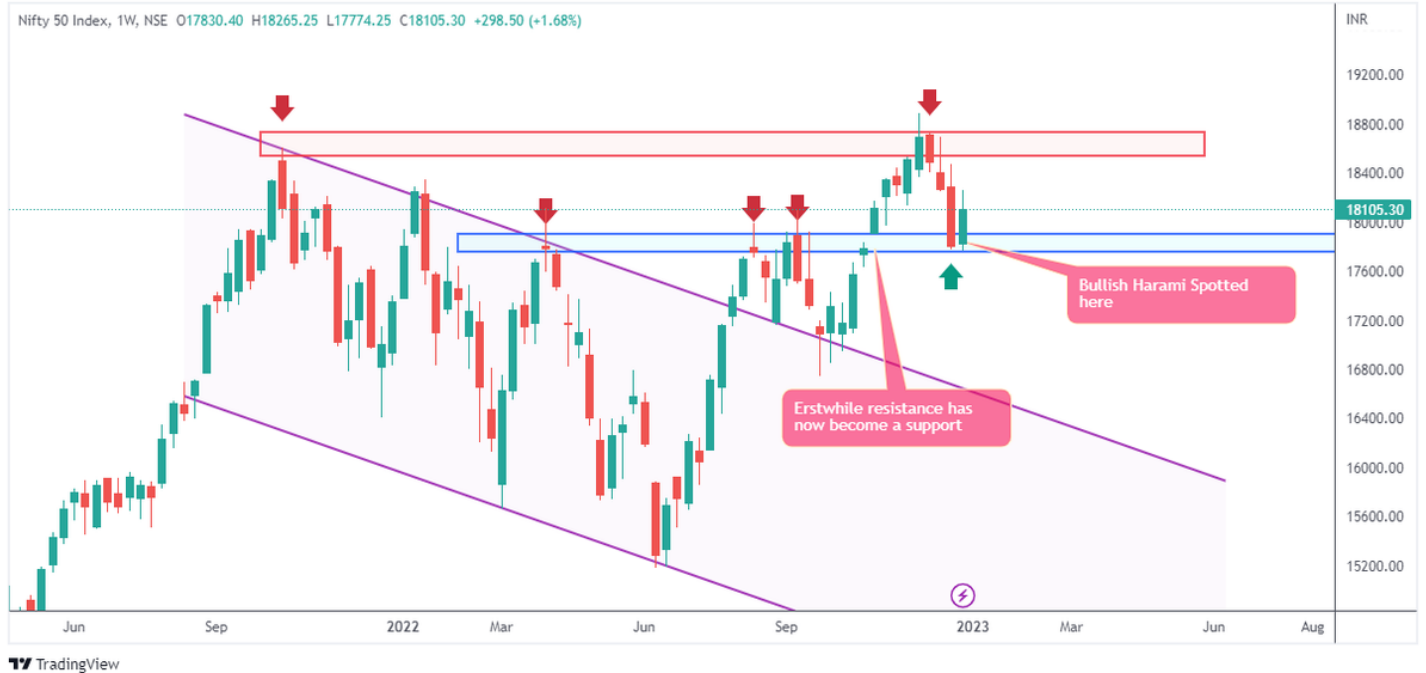 Nifty 50 Index, 1W, NSE O17830.40 H18265.25 L17774.25 C18105.30 +298.50 (+1.68%)
INR
19200.00
18800.00
18400.00
18105.30
18000.00
17600.00
17200.00
16800.00
16400.00
16000.00
15600.00
15200.00
Bullish Harami Spotted
here
Erstwhile resistance has
now become a support
Jun Sep 2022 Mar Jun Sep 2023 Mar Jun Aug
TradingView